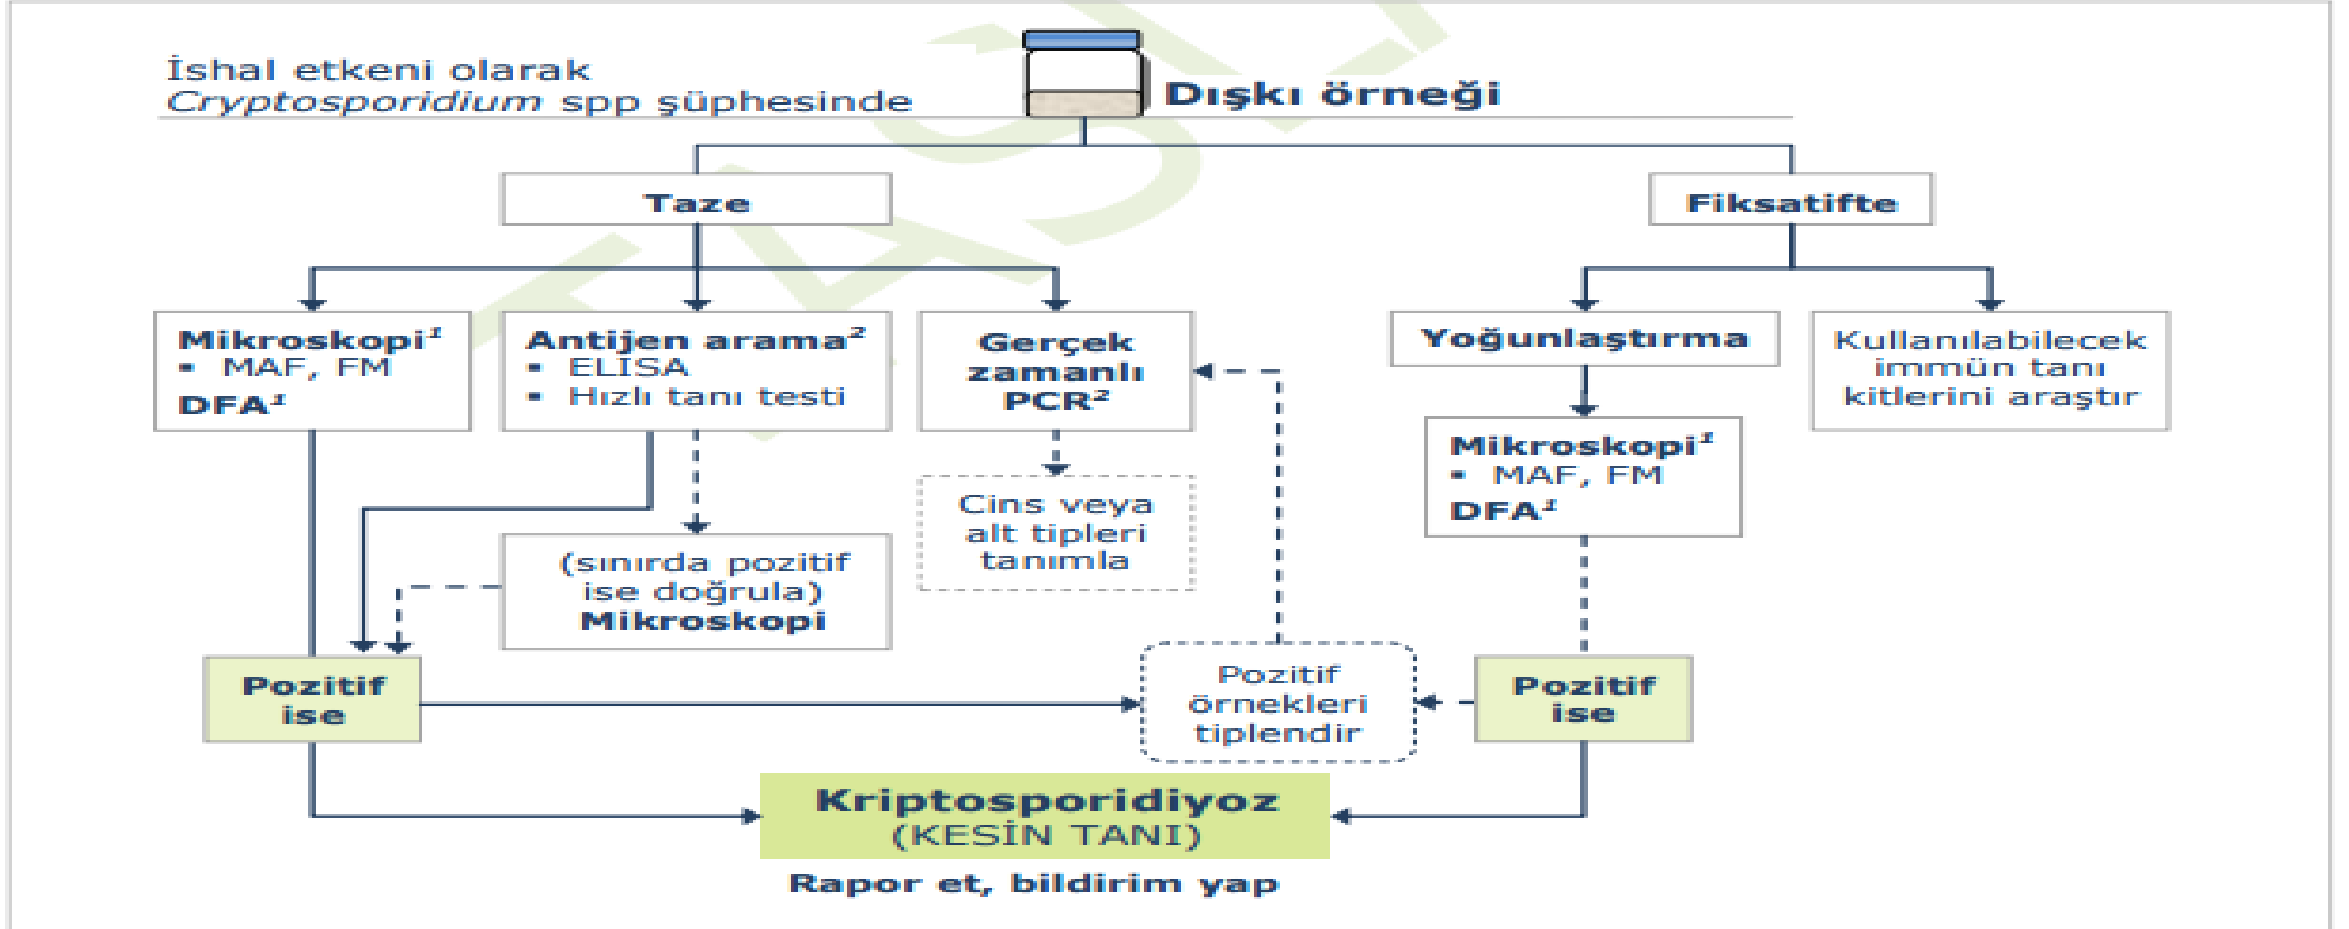 İshal etkeni olarak
Cryptosporidium spp şüphesinde
Dışkı örneği
Taze
Fiksatifte
Mikroskopi¹
▪ MAF, FM
DFA¹
Antijen arama²
▪ ELİSA
▪ Hızlı tanı testi
Gerçek
zamanlı
PCR²
Yoğunlaştırma
Kullanılabilecek
immün tanı
kitlerini araştır
Mikroskopi¹
▪ MAF, FM
DFA¹
Cins veya
alt tipleri
tanımla
(sınırda pozitif
ise doğrula)
Mikroskopi
Pozitif
ise
Pozitif
örnekleri
tiplendir
Pozitif
ise
Kriptosporidiyoz
(KESİN TANI)
Rapor et, bildirim yap